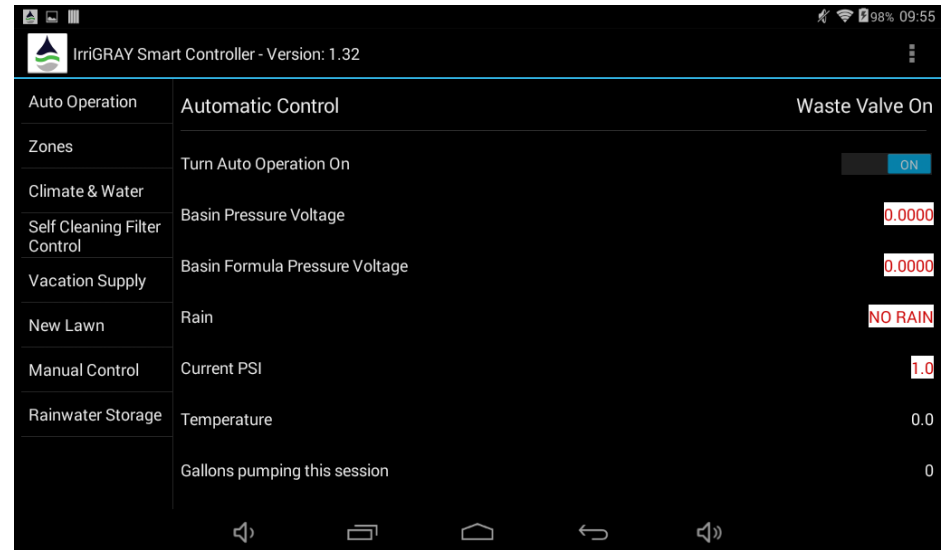 98% 09:55
IrriGRAY Smart Controller - Version: 1.32
Auto Operation
Zones
Climate & Water
Self Cleaning Filter
Control
Vacation Supply
New Lawn
Manual Control
Rainwater Storage
Automatic Control Waste Valve On
Turn Auto Operation On ON
Basin Pressure Voltage 0.0000
Basin Formula Pressure Voltage 0.0000
Rain NO RAIN
Current PSI 1.0
Temperature 0.0
Gallons pumping this session 0